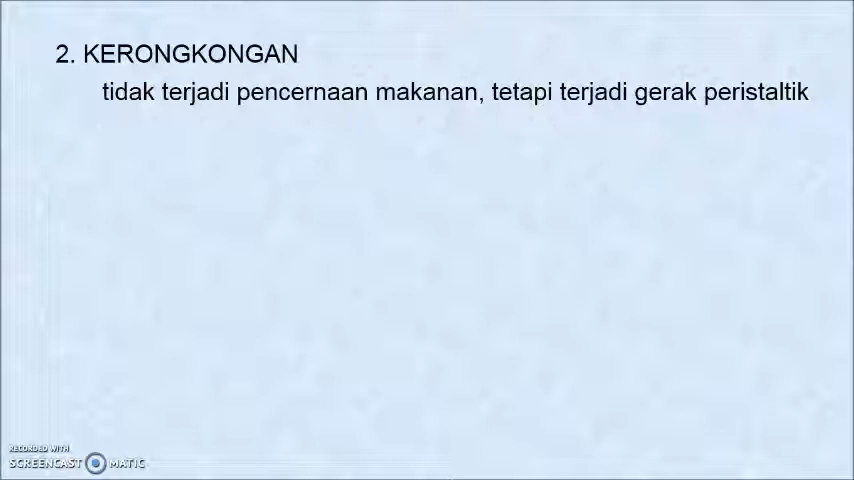 2. KERONGKONGAN
tidak terjadi pencernaan makanan, tetapi terjadi gerak peristaltik
RECORDED WITH
SCREENCAST MATIC